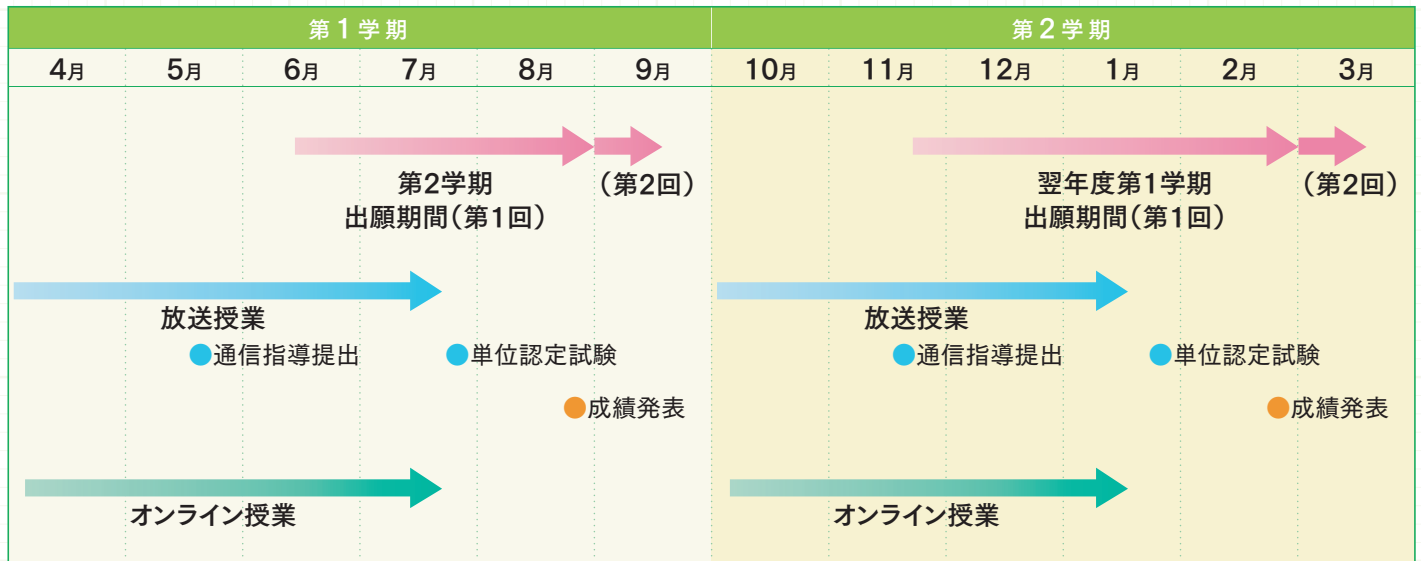 第1学期
第2学期
4月 5月 6月 7月 8月 9月 10月 11月 12月 1月 2月 3月
第2学期
出願期間(第1回)
(第2回)
翌年度第1学期
出願期間(第1回)
(第2回)
放送授業
放送授業
通信指導提出
単位認定試験
通信指導提出
単位認定試験
成績発表
成績発表
オンライン授業
オンライン授業